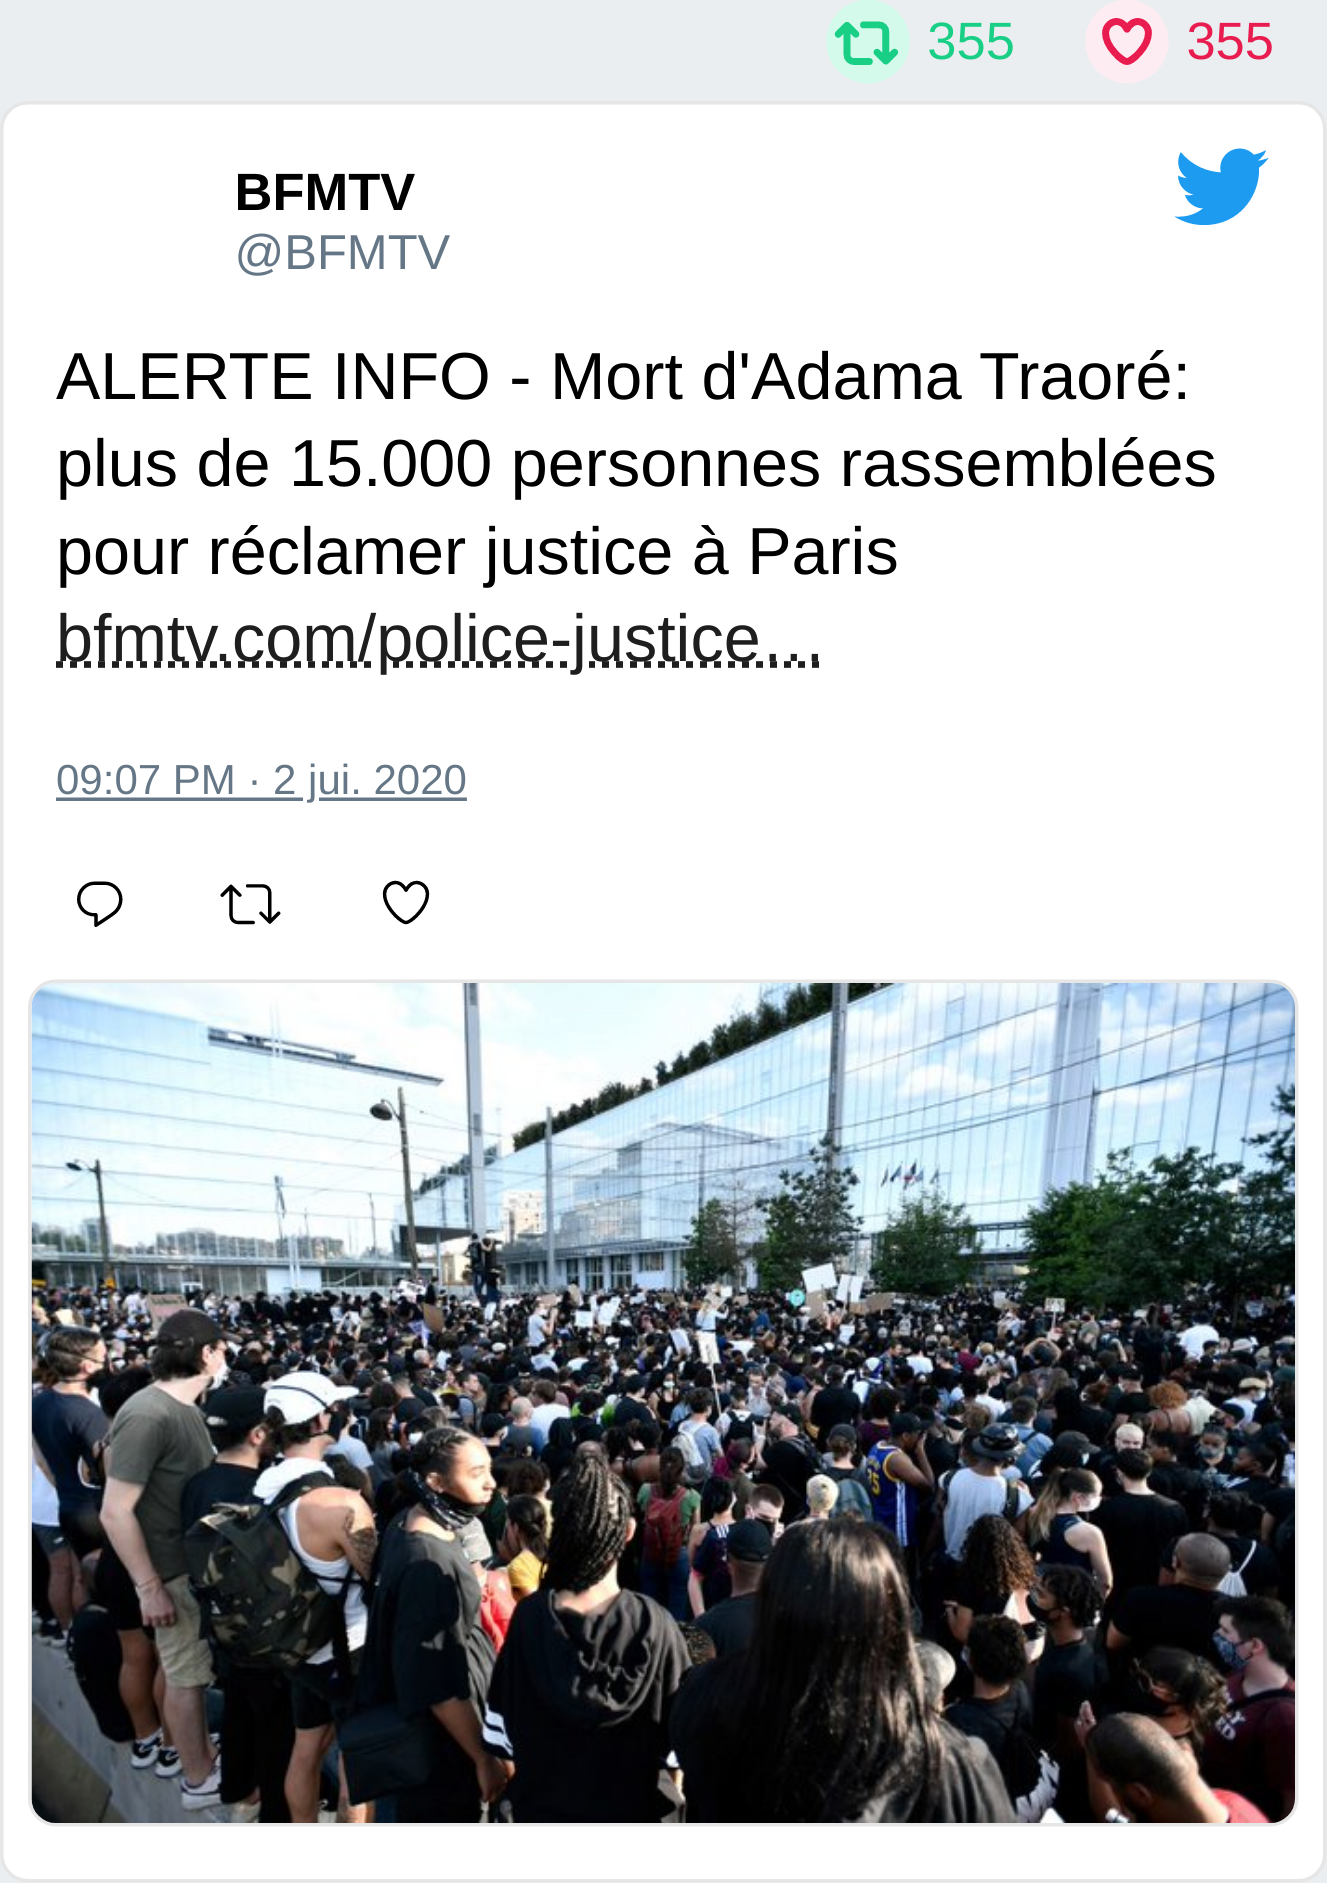 355 355
BFMTV
@BFMTV
ALERTE INFO - Mort d'Adama Traoré:
plus de 15.000 personnes rassemblées
pour réclamer justice à Paris
bfmtv.com/police-justice…
09:07 PM · 2 jui. 2020